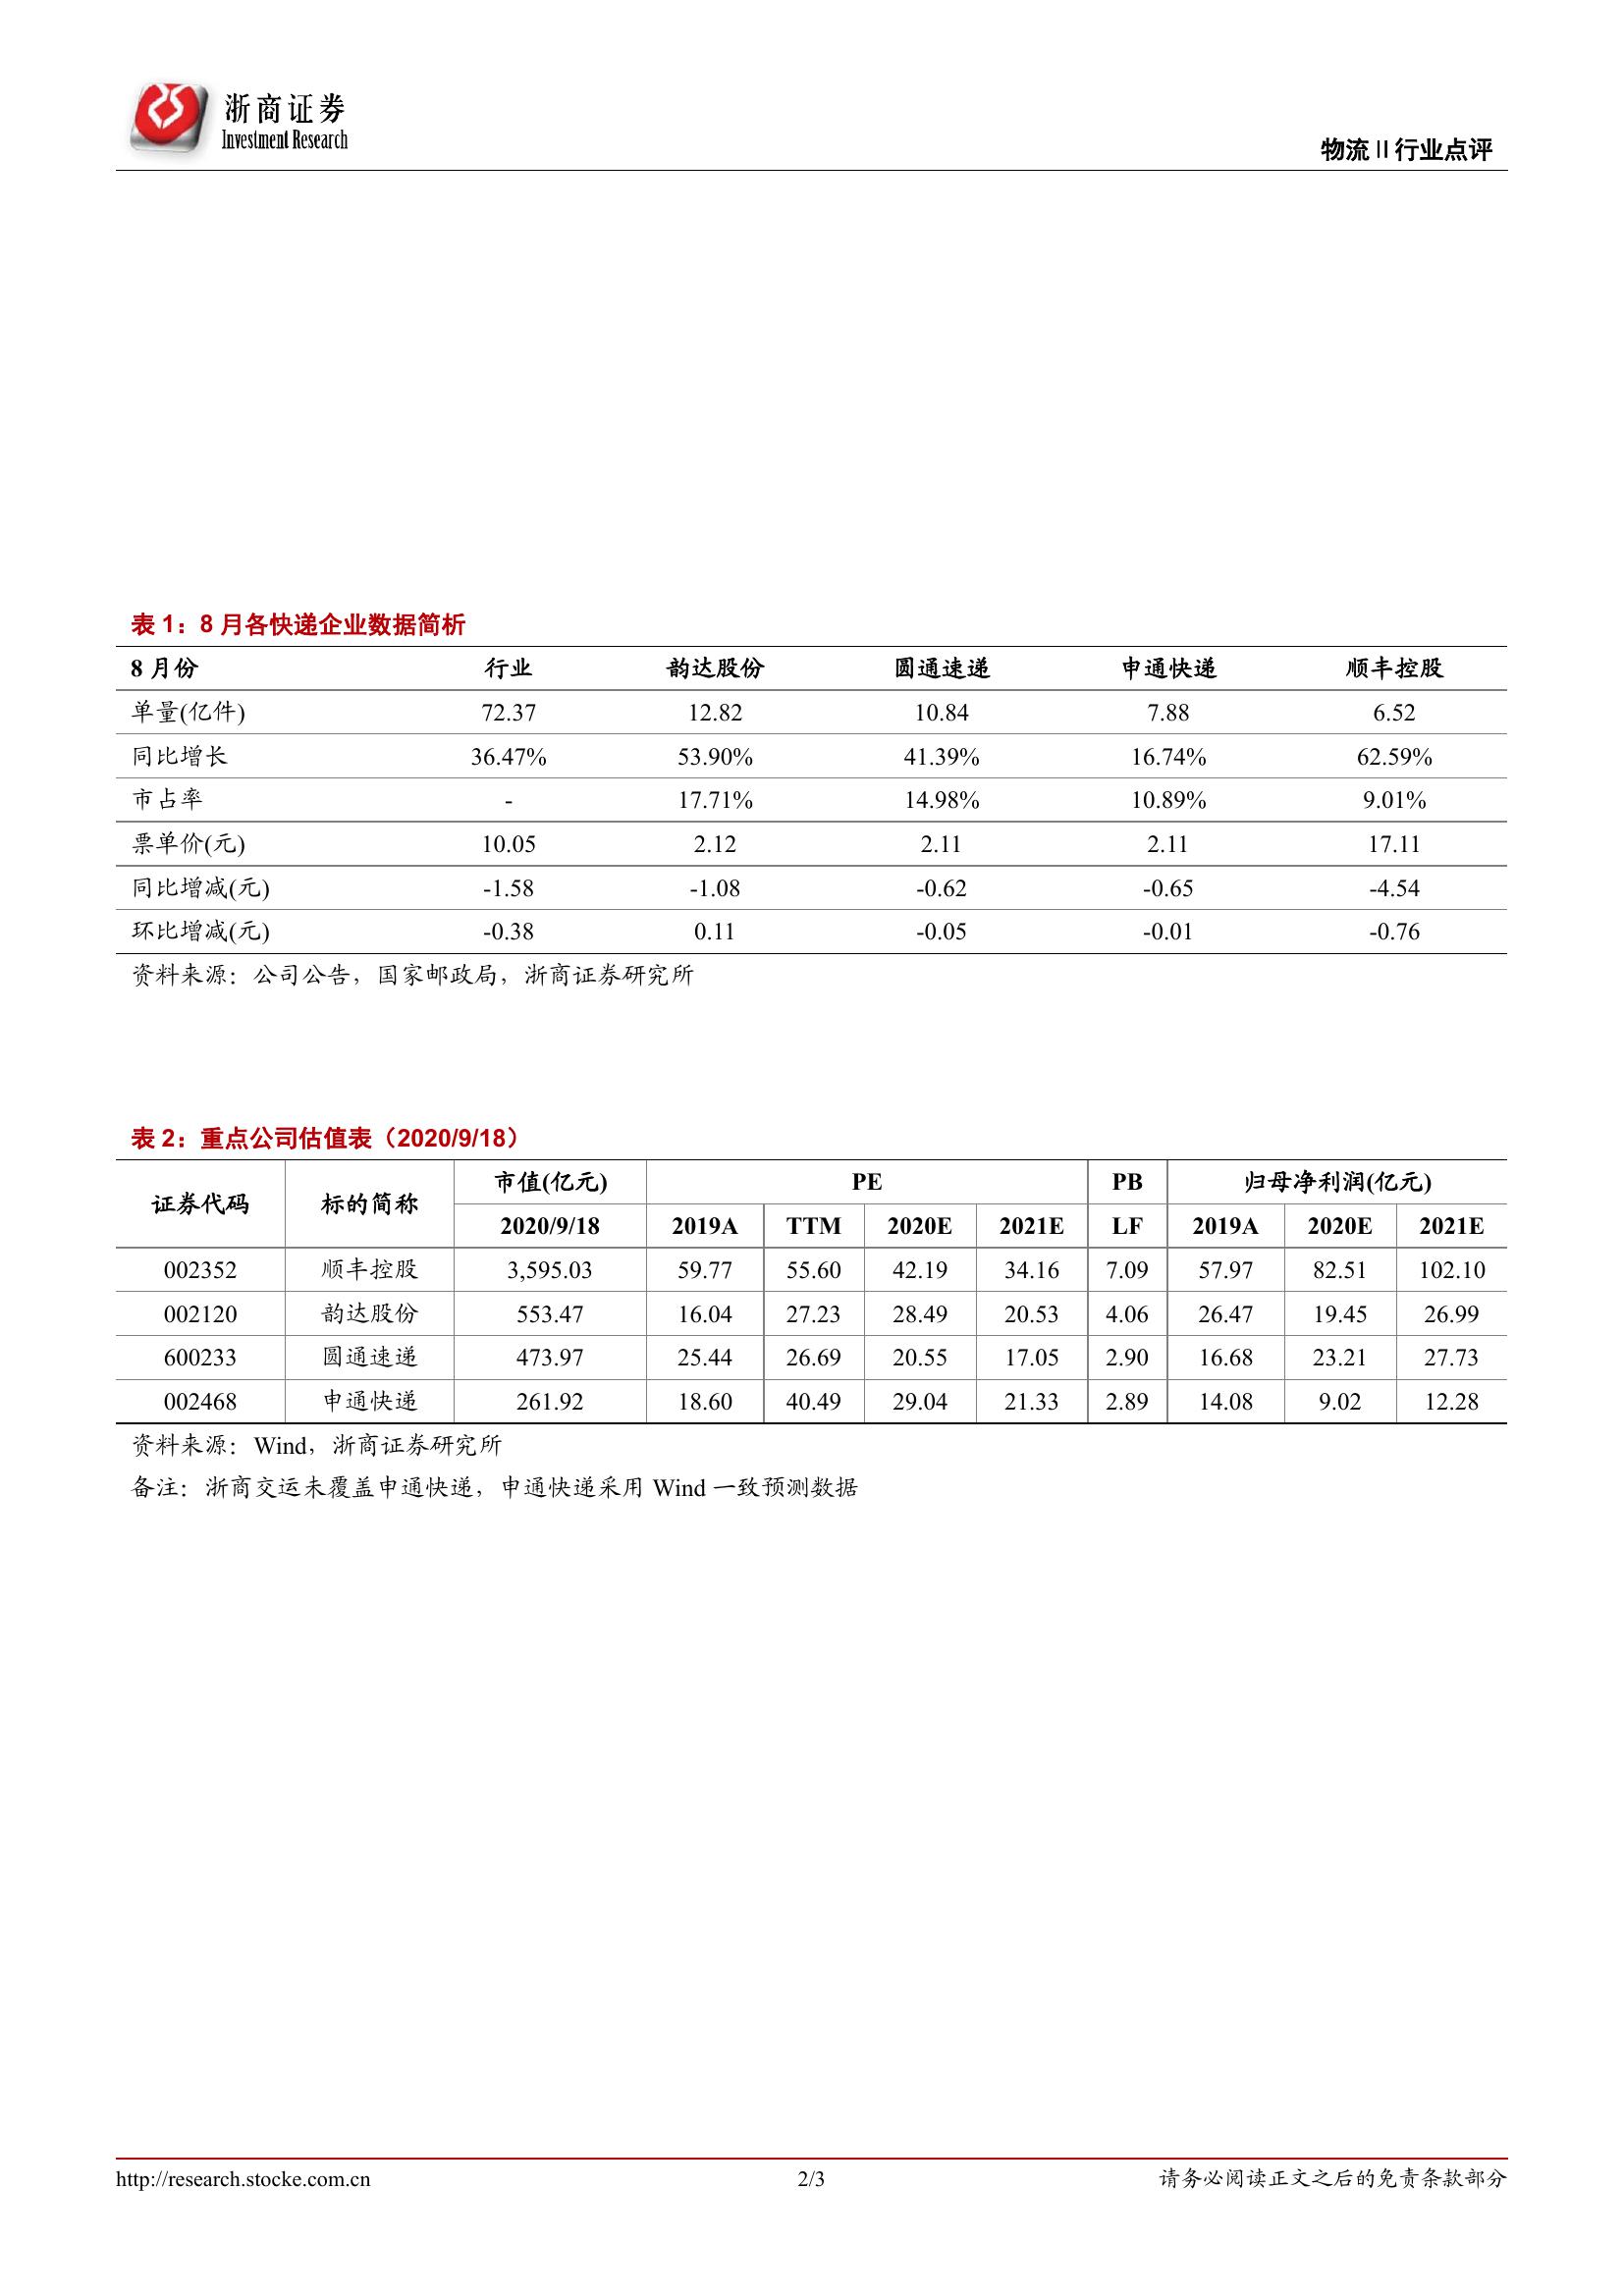 浙商证券
Investment Research
物流Ⅱ行业点评
表 1：8 月各快递企业数据简析
8 月份 行业 韵达股份 圆通速递 申通快递 顺丰控股
单量(亿件) 72.37 12.82 10.84 7.88 6.52
同比增长 36.47% 53.90% 41.39% 16.74% 62.59%
市占率 - 17.71% 14.98% 10.89% 9.01%
票单价(元) 10.05 2.12 2.11 2.11 17.11
同比增减(元) -1.58 -1.08 -0.62 -0.65 -4.54
环比增减(元) -0.38 0.11 -0.05 -0.01 -0.76
资料来源：公司公告，国家邮政局，浙商证券研究所
表 2：重点公司估值表（2020/9/18）
证券代码 标的简称 市值(亿元) PE PB 归母净利润(亿元)
2020/9/18 2019A TTM 2020E 2021E LF 2019A 2020E 2021E
002352 顺丰控股 3,595.03 59.77 55.60 42.19 34.16 7.09 57.97 82.51 102.10
002120 韵达股份 553.47 16.04 27.23 28.49 20.53 4.06 26.47 19.45 26.99
600233 圆通速递 473.97 25.44 26.69 20.55 17.05 2.90 16.68 23.21 27.73
002468 申通快递 261.92 18.60 40.49 29.04 21.33 2.89 14.08 9.02 12.28
资料来源：Wind，浙商证券研究所
备注：浙商交运未覆盖申通快递，申通快递采用 Wind 一致预测数据
http://research.stocke.com.cn 2/3 请务必阅读正文之后的免责条款部分